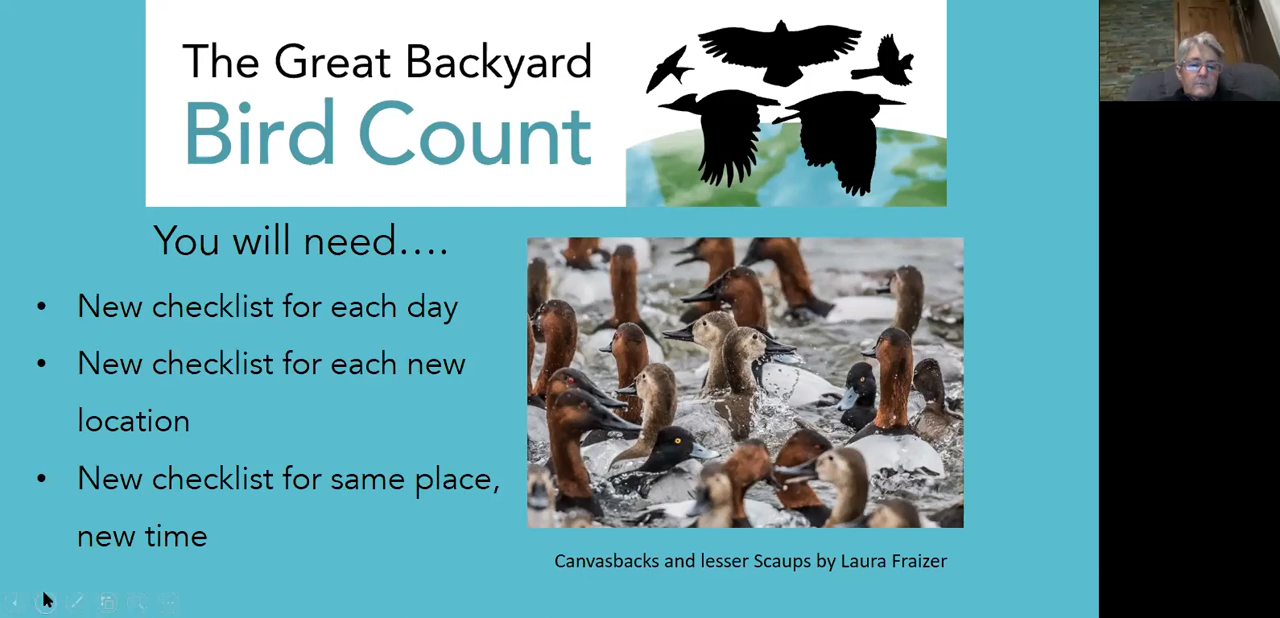 The Great Backyard
Bird Count
You will need....
• New checklist for each day
• New checklist for each new
location
• New checklist for same place,
new time
Canvasbacks and lesser Scaups by Laura Fraizer